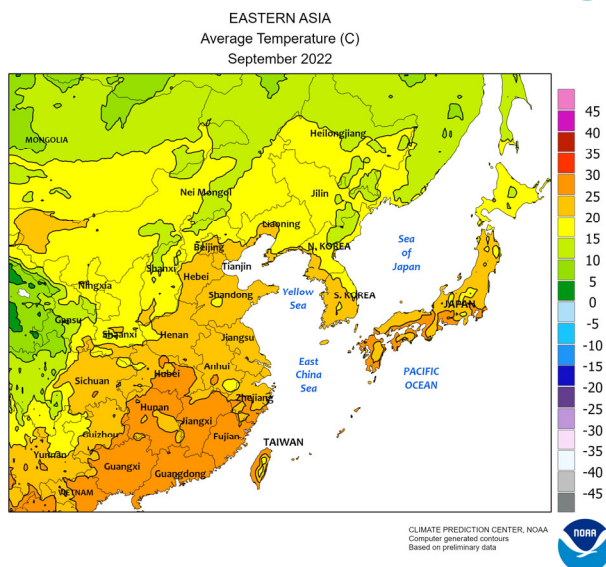 EASTERN ASIA
Average Temperature (C)
September 2022
MONGOLIA
Heilongjiang
Nei Mongol
Jilin
Liaoning
Beijing
N. KOREA
Tianjin
Sea
of
Japan
Shanxi
Hebei
Ningxia
Shandong
Yellow
Sea
S. KOREA
JAPAN
Gansu
Shaanxi
Henan
Jiangsu
East
China
Sea
PACIFIC
OCEAN
Anhui
Hubei
Sichuan
Zhejiang
Hunan
Jiangxi
Guizhou
Fujian
TAIWAN
Yunnan
Guangxi
Guangdong
VIETNAM
45
40
35
30
25
20
15
10
5
0
-5
-10
-15
-20
-25
-30
-35
-40
-45
CLIMATE PREDICTION CENTER, NOAA
Computer generated contours
Based on preliminary data
NOAA